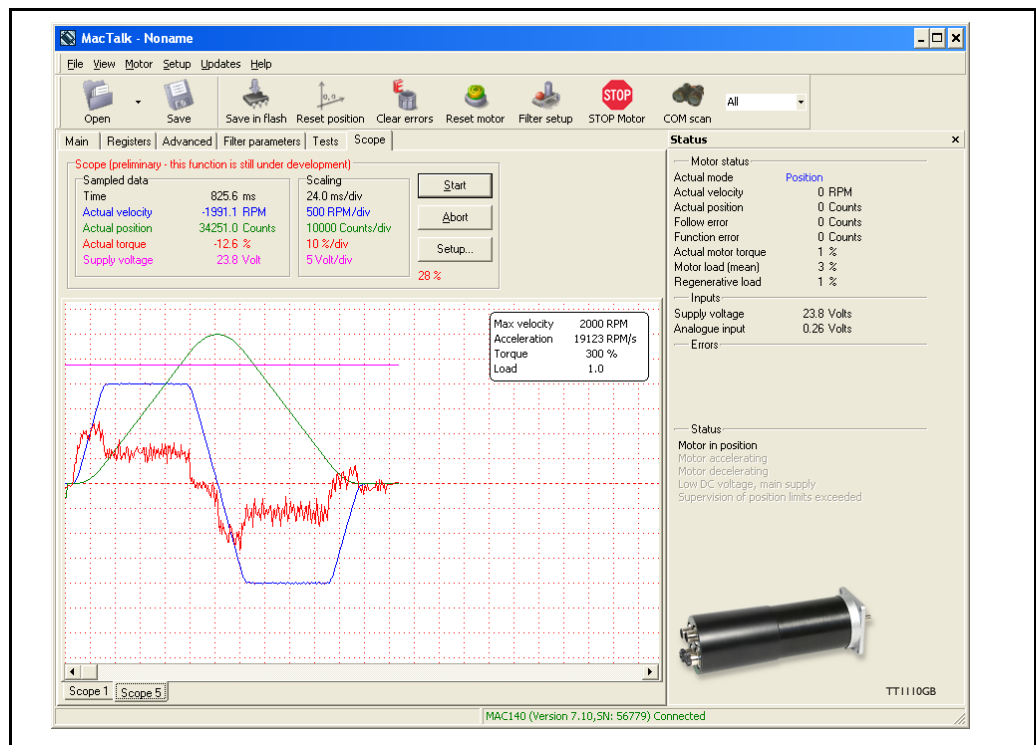 MacTalk - Noname
File View Motor Setup Updates Help
Open Save Save in flash Reset position Clear errors Reset motor Filter setup STOP Motor COM scan All
0,0,
E
STOP
Main Registers Advanced Filter parameters Tests Scope
Scope (preliminary - this function is still under development)
Sampled data
Time 825.6 ms
Actual velocity -1991.1 RPM
Actual position 34251.0 Counts
Actual torque -12.6 %
Supply voltage 23.8 Volt
Scaling
24.0 ms/div
500 RPM/div
10000 Counts/div
10 %/div
5 Volt/div
Start
Abort
Setup...
28 %
Max velocity 2000 RPM
Acceleration 19123 RPM/s
Torque 300 %
Load 1.0
Scope 1 Scope 5
Status
Motor status
Actual mode Position
Actual velocity 0 RPM
Actual position 0 Counts
Follow error 0 Counts
Function error 0 Counts
Actual motor torque 1 %
Motor load (mean) 3 %
Regenerative load 1 %
Inputs
Supply voltage 23.8 Volts
Analogue input 0.26 Volts
Errors
Status
Motor in position
Motor accelerating
Motor decelerating
Low DC voltage, main supply
Supervision of position limits exceeded
TT1110GB
MAC140 (Version 7.10,SN: 56779) Connected